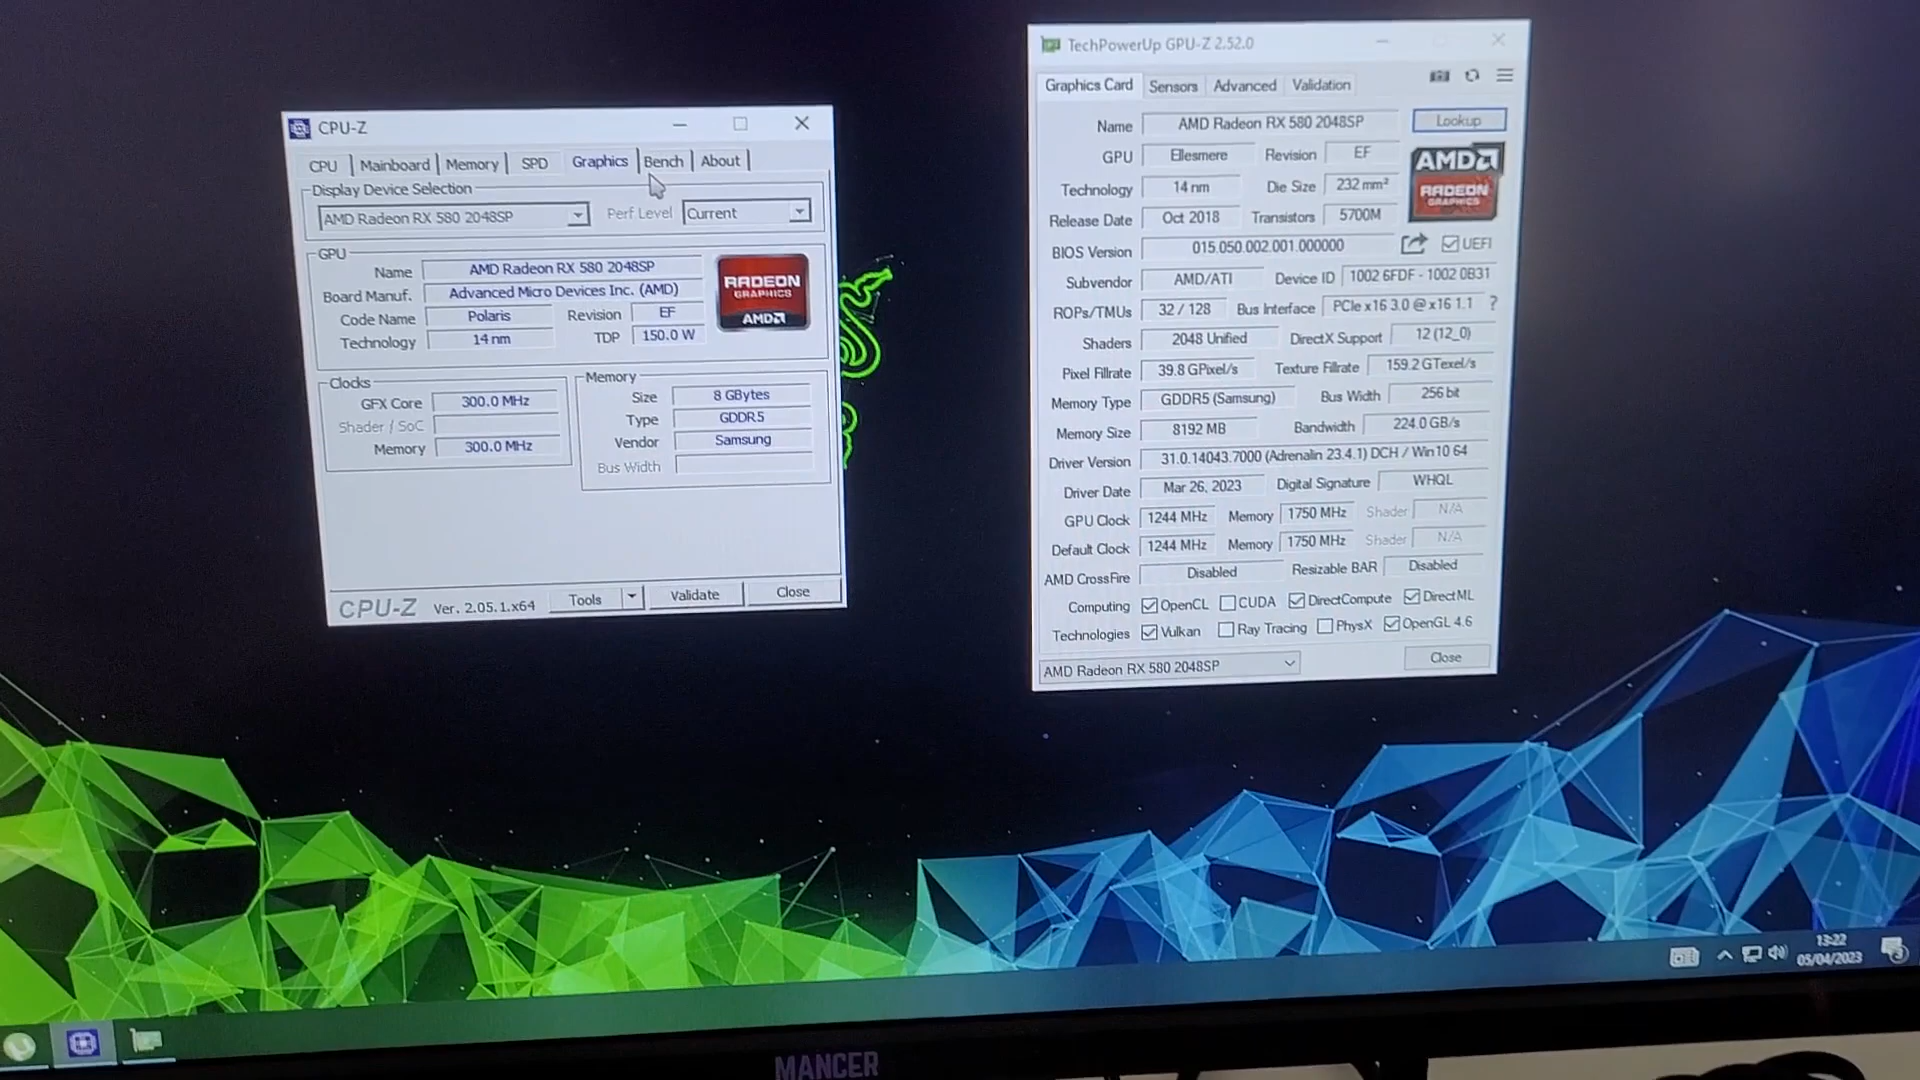 CPU-Z
CPU Mainboard Memory SPD Graphics Bench About
Display Device Selection
AMD Radeon RX 580 2048SP Perf Level Current
GPU
Name AMD Radeon RX 580 2048SP
Board Manuf. Advanced Micro Devices Inc. (AMD)
Code Name Polaris Revision EF
Technology 14 nm TDP 150.0 W
RADEON
GRAPHICS
AMD
Clocks
GFX Core 300.0 MHz
Shader / SoC
Memory 300.0 MHz
Memory
Size 8 GBytes
Type GDDR5
Vendor Samsung
Bus Width
CPU-Z Ver. 2.05.1.x64 Tools Validate Close
TechPowerUp GPU-Z 2.52.0
Graphics Card Sensors Advanced Validation
Name AMD Radeon RX 580 2048SP Lookup
GPU Ellesmere Revision EF
Technology 14 nm Die Size 232 mm²
Release Date Oct 2018 Transistors 5700M
AMD
RADEON
GRAPHICS
BIOS Version 015.050.002.001.000000 UEFI
Subvendor AMD/ATI Device ID 1002 6FDF - 1002 0B31
ROPs/TMUs 32 / 128 Bus Interface PCIe x16 3.0 @ x16 1.1 ?
Shaders 2048 Unified DirectX Support 12 (12_0)
Pixel Fillrate 39.8 GPixel/s Texture Fillrate 159.2 GTexel/s
Memory Type GDDR5 (Samsung) Bus Width 256 bit
Memory Size 8192 MB Bandwidth 224.0 GB/s
Driver Version 31.0.14043.7000 (Adrenalin 23.4.1) DCH / Win10 64
Driver Date Mar 26, 2023 Digital Signature WHQL
GPU Clock 1244 MHz Memory 1750 MHz Shader N/A
Default Clock 1244 MHz Memory 1750 MHz Shader N/A
AMD CrossFire Disabled Resizable BAR Disabled
Computing OpenCL CUDA DirectCompute DirectML
Technologies Vulkan Ray Tracing PhysX OpenGL 4.6
AMD Radeon RX 580 2048SP Close
13:22
05/04/2023
3
MANCER